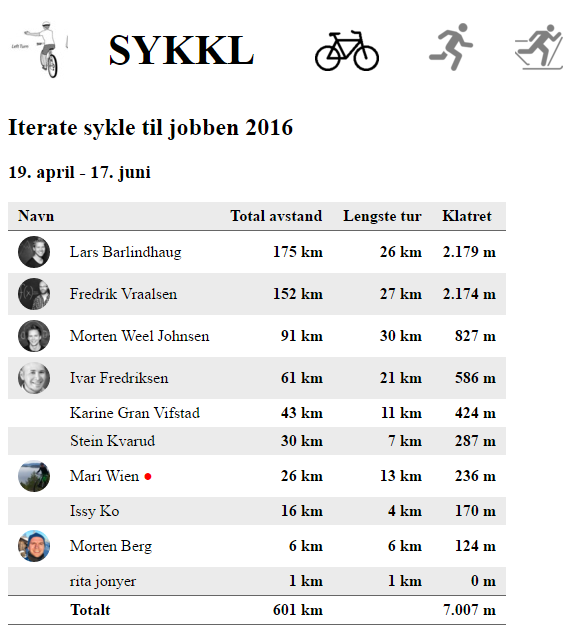 Left Turn
SYKKL
Iterate sykle til jobben 2016
19. april - 17. juni
Navn Total avstand Lengste tur Klatret
Lars Barlindhaug 175 km 26 km 2.179 m
Fredrik Vraalsen 152 km 27 km 2.174 m
Morten Weel Johnsen 91 km 30 km 827 m
Ivar Fredriksen 61 km 21 km 586 m
Karine Gran Vifstad 43 km 11 km 424 m
Stein Kvarud 30 km 7 km 287 m
Mari Wien 26 km 13 km 236 m
Issy Ko 16 km 4 km 170 m
Morten Berg 6 km 6 km 124 m
rita jonyer 1 km 1 km 0 m
Totalt 601 km 7.007 m